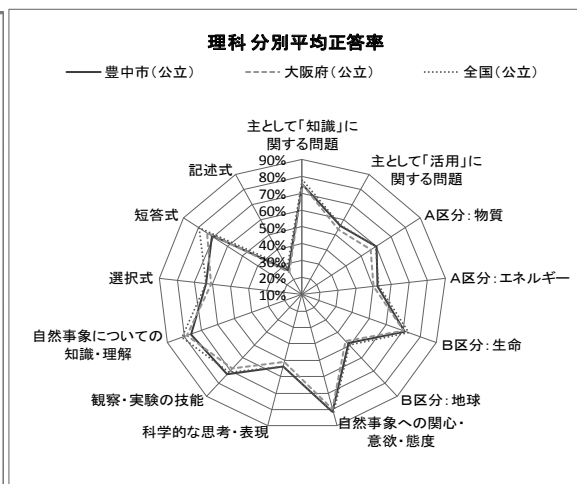 理科 分別平均正答率
豊中市(公立) 大阪府(公立) 全国(公立)
主として「知識」に
関する問題
主として「活用」に
関する問題
A区分:物質
A区分:エネルギー
B区分:生命
B区分:地球
自然事象への関心・
意欲・態度
科学的な思考・表現
観察・実験の技能
自然事象についての
知識・理解
選択式
短答式
記述式
90%
80%
70%
60%
50%
40%
30%
20%
10%